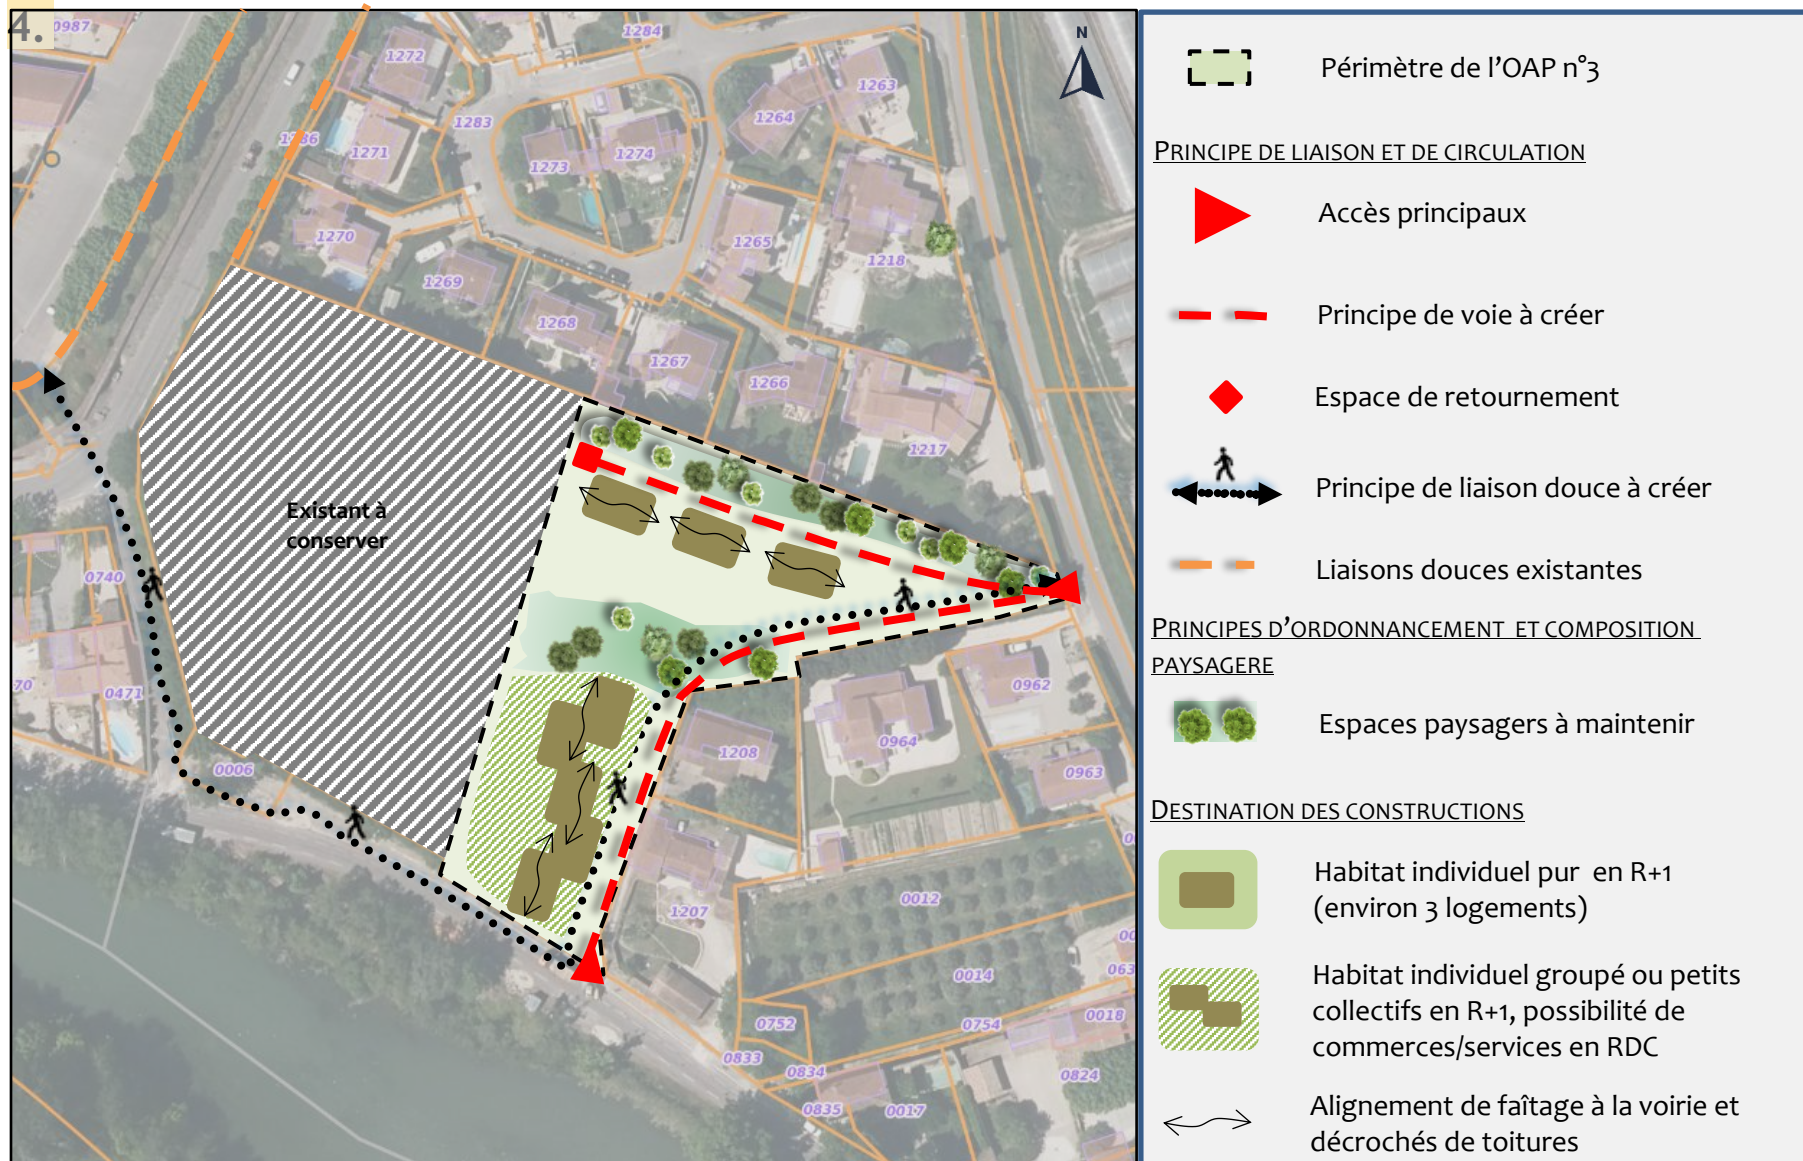 4.
0987
1272
1284
N
1263
1264
1283
1286
1271
1273
1274
1270
1265
1218
1269
1268
1267
1266
1217
Existant à
conserver
0740
70
0471
0006
1208
0964
0962
0963
1207
0012
0014
0752
0754
0018
0833
0834
0824
0835
0017
Périmètre de l'OAP n°3
PRINCIPE DE LIAISON ET DE CIRCULATION
Accès principaux
Principe de voie à créer
Espace de retournement
Principe de liaison douce à créer
Liaisons douces existantes
PRINCIPES D'ORDONNANCEMENT ET COMPOSITION
PAYSAGERE
Espaces paysagers à maintenir
DESTINATION DES CONSTRUCTIONS
Habitat individuel pur en R+1
(environ 3 logements)
Habitat individuel groupé ou petits
collectifs en R+1, possibilité de
commerces/services en RDC
Alignement de faîtage à la voirie et
décrochés de toitures